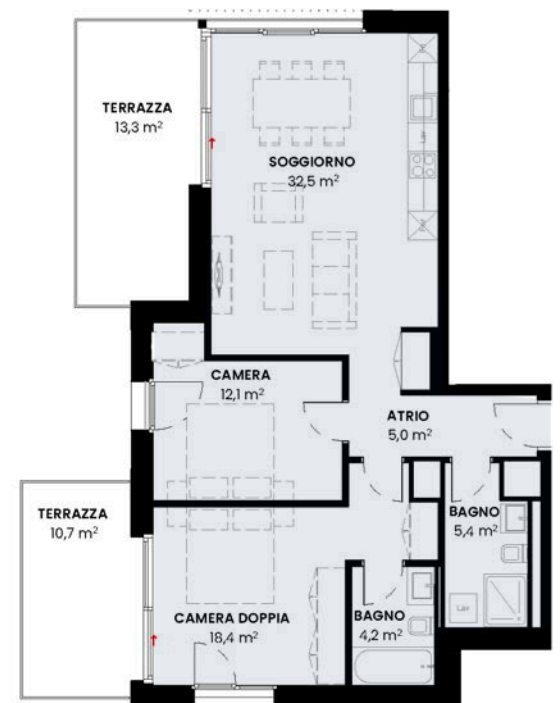 TERRAZZA
13,3 m²
SOGGIORNO
32,5 m²
CAMERA
12,1 m²
ATRIO
5,0 m²
TERRAZZA
10,7 m²
BAGNO
5,4 m²
CAMERA DOPPIA
18,4 m²
BAGNO
4,2 m²
LAV